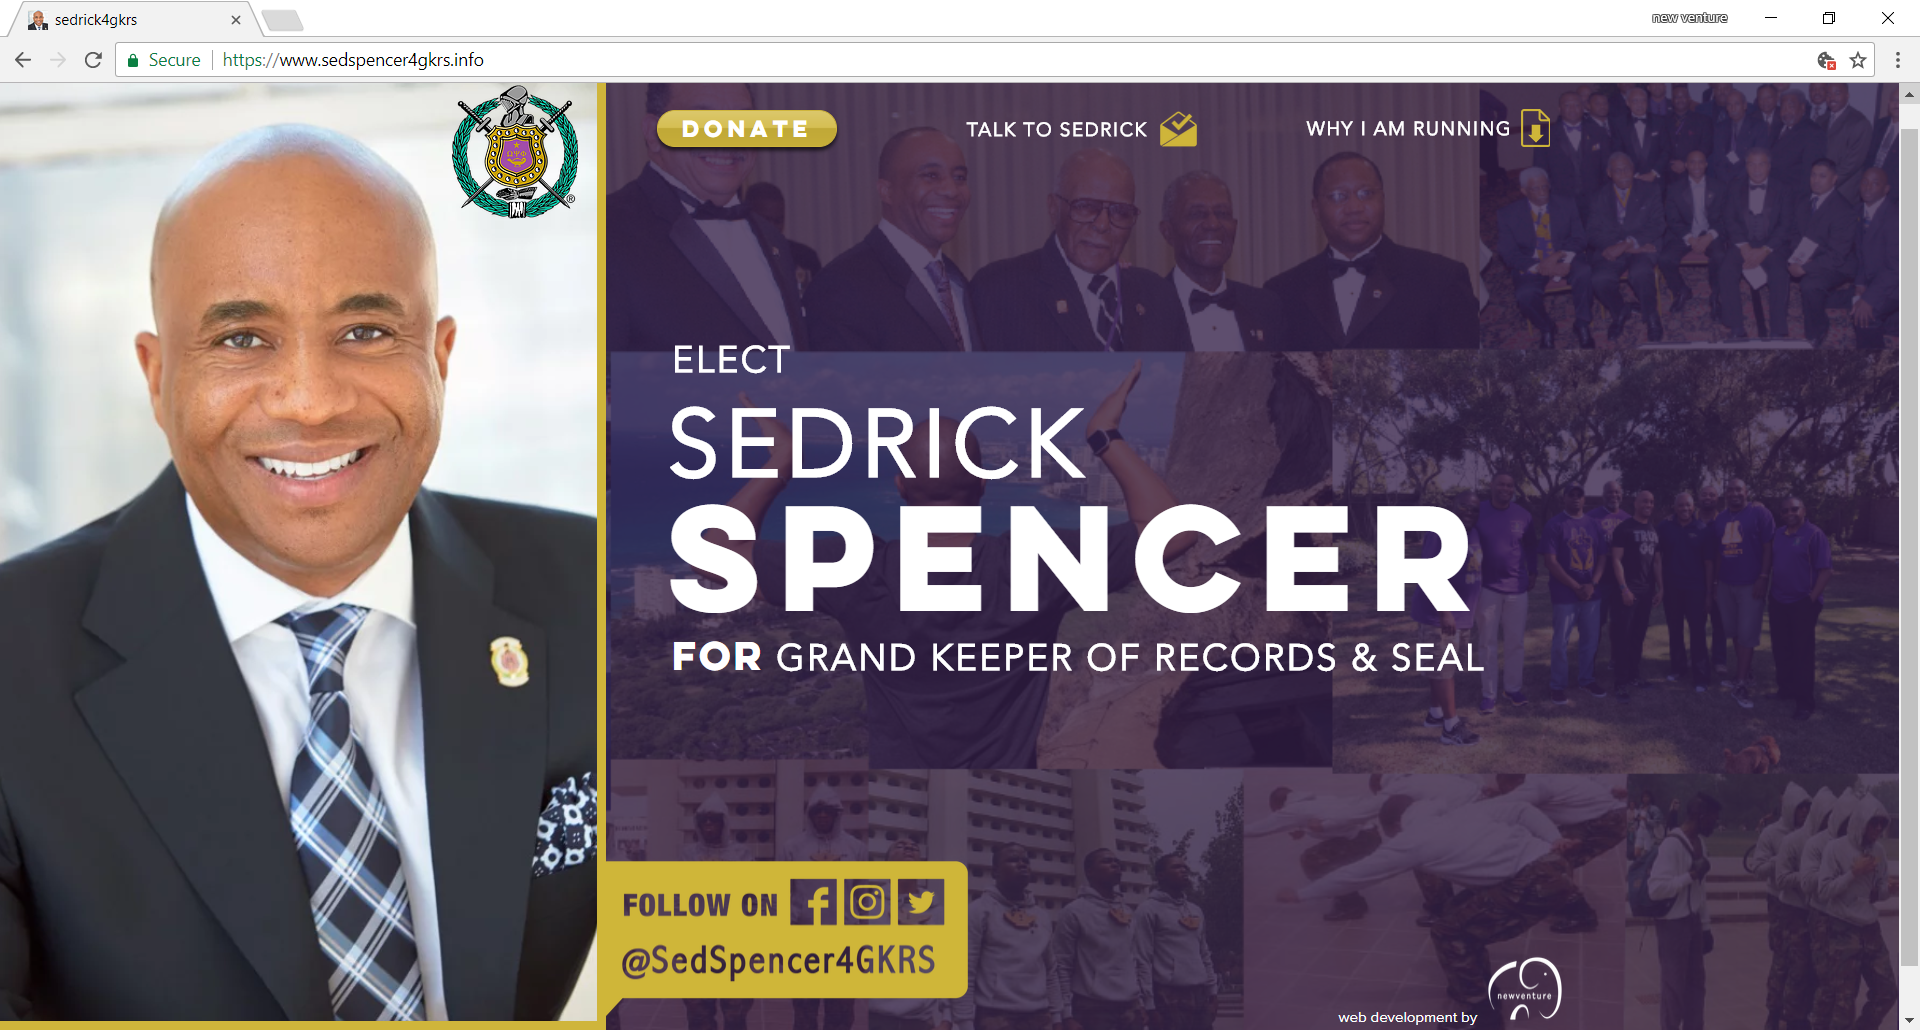 sedrick4gkrs
new venture
Secure
https://www.sedspencer4gkrs.info
ΩΨΦ
®
DONATE
TALK TO SEDRICK
WHY I AM RUNNING
ELECT
SEDRICK
SPENCER
FOR GRAND KEEPER OF RECORDS & SEAL
FOLLOW ON
@SedSpencer4GKRS
newventure
web development by